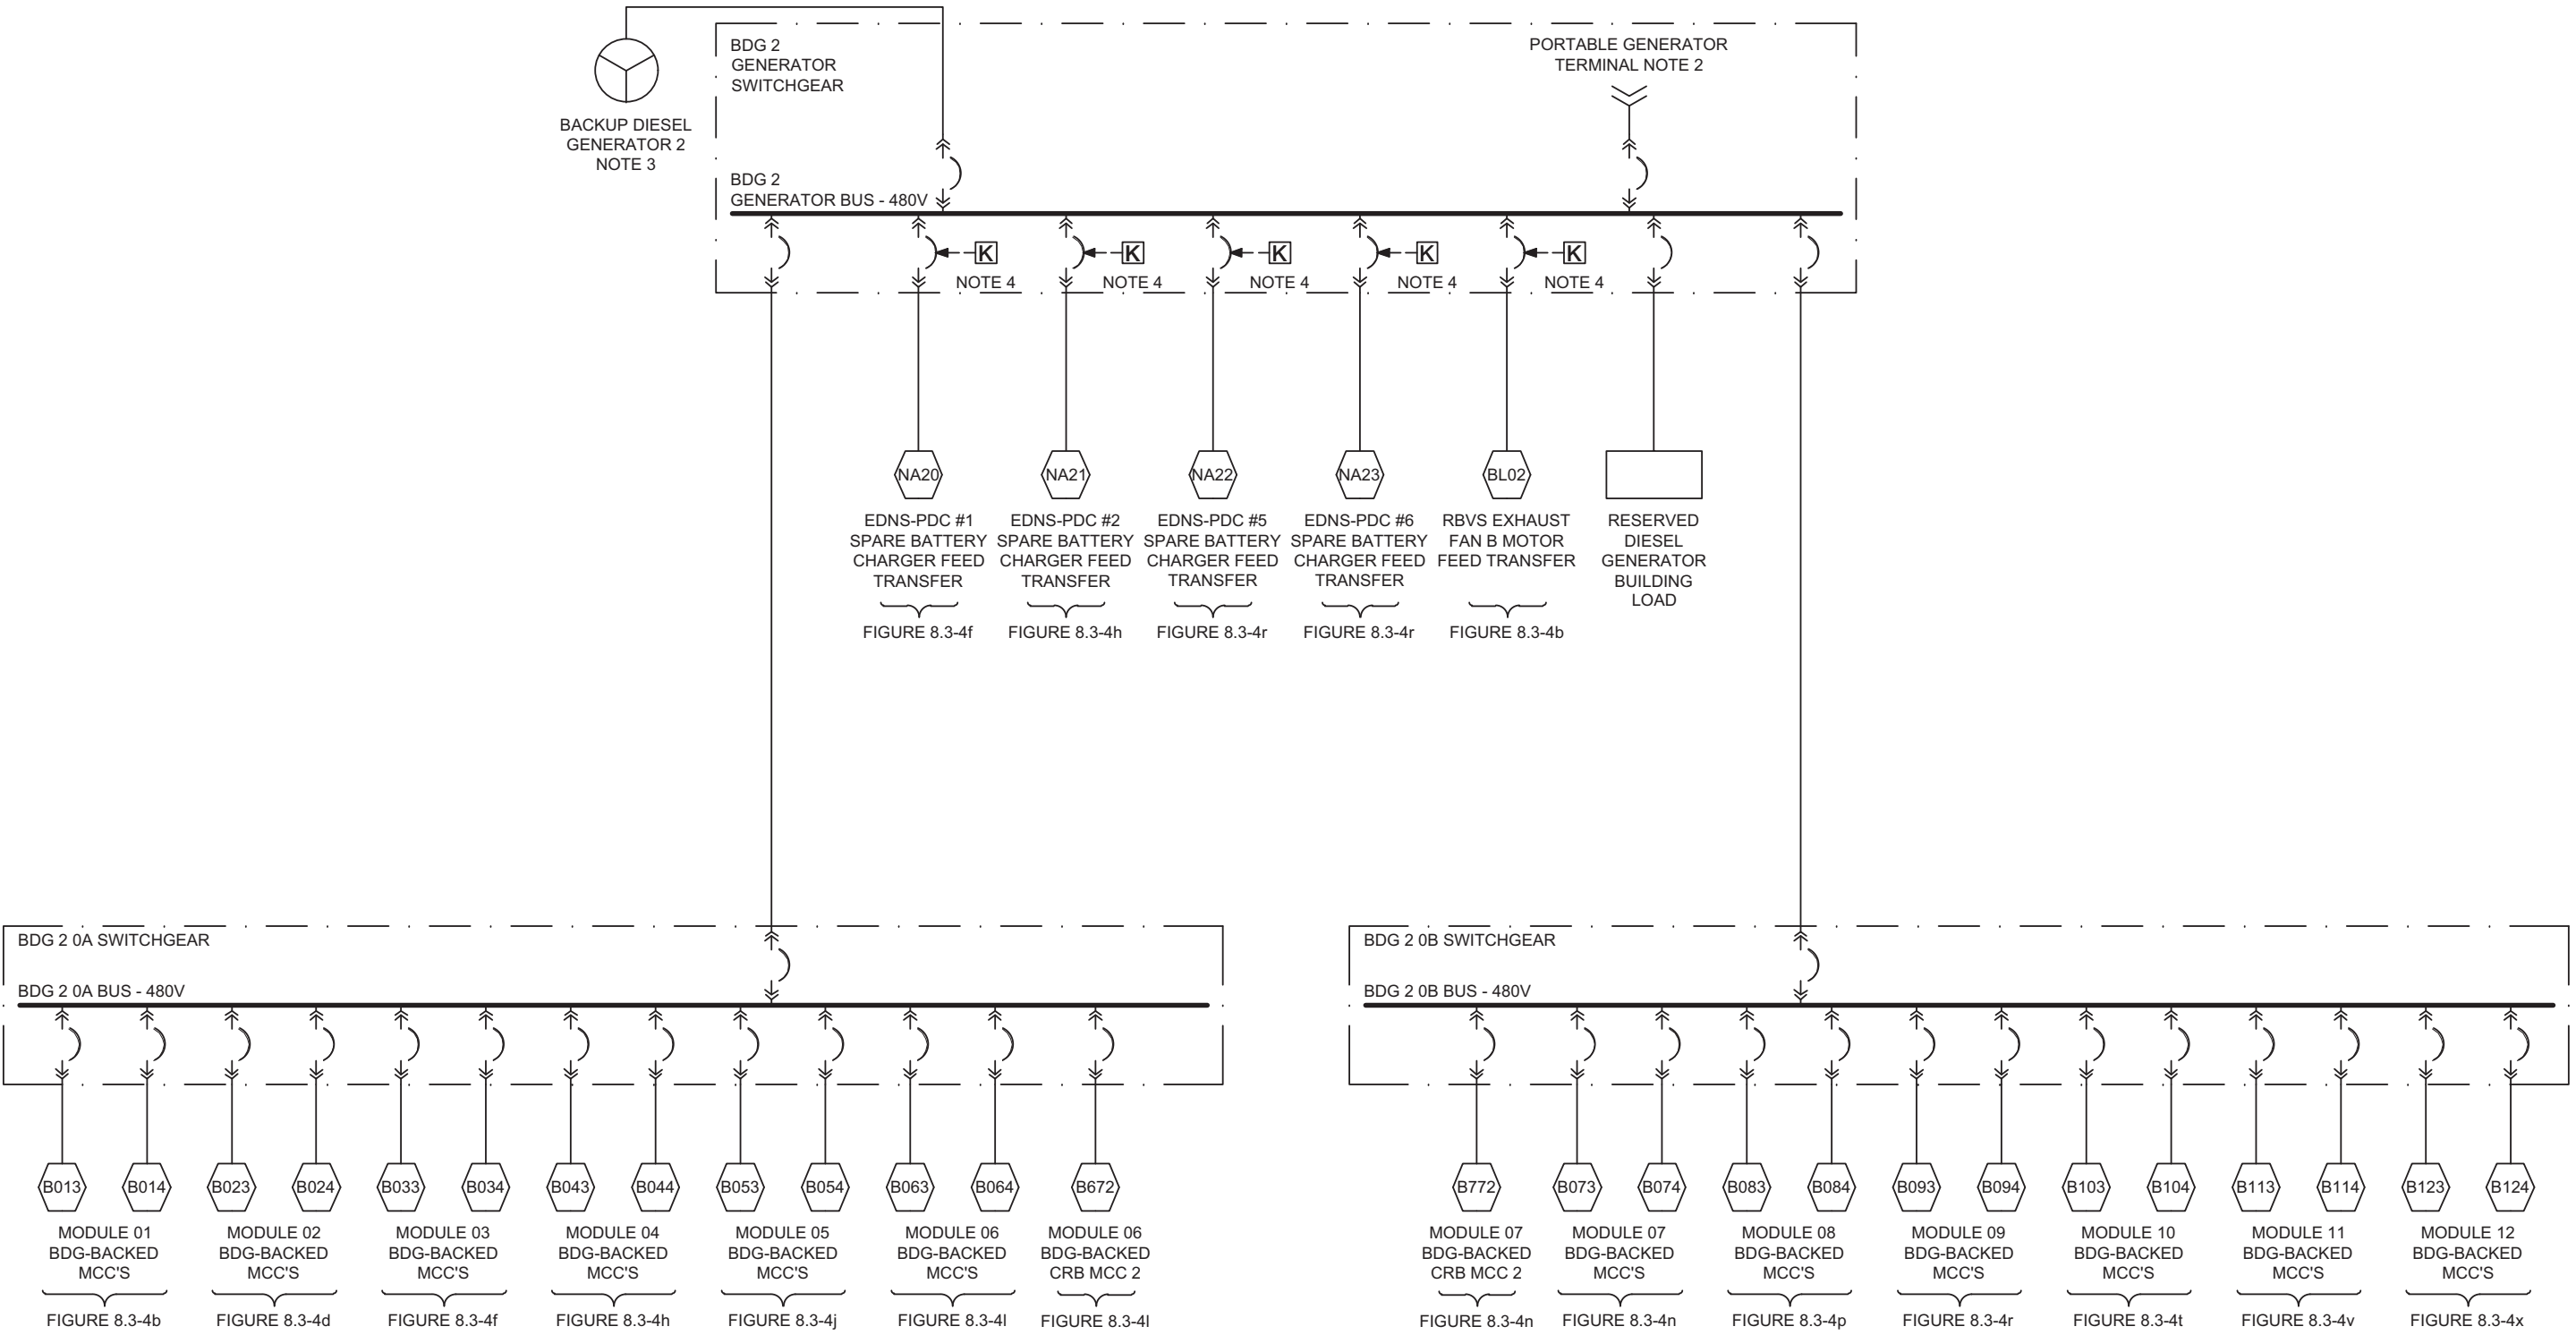 BDG 2
GENERATOR
SWITCHGEAR
PORTABLE GENERATOR
TERMINAL NOTE 2
BACKUP DIESEL
GENERATOR 2
NOTE 3
BDG 2
GENERATOR BUS - 480V
K
NOTE 4
K
NOTE 4
K
NOTE 4
K
NOTE 4
K
NOTE 4
NA20
EDNS-PDC #1
SPARE BATTERY
CHARGER FEED
TRANSFER
FIGURE 8.3-4f
NA21
EDNS-PDC #2
SPARE BATTERY
CHARGER FEED
TRANSFER
FIGURE 8.3-4h
NA22
EDNS-PDC #5
SPARE BATTERY
CHARGER FEED
TRANSFER
FIGURE 8.3-4r
NA23
EDNS-PDC #6
SPARE BATTERY
CHARGER FEED
TRANSFER
FIGURE 8.3-4r
BL02
RBVS EXHAUST
FAN B MOTOR
FEED TRANSFER
FIGURE 8.3-4b
RESERVED
DIESEL
GENERATOR
BUILDING
LOAD
BDG 2 0A SWITCHGEAR
BDG 2 0A BUS - 480V
B013
B014
MODULE 01
BDG-BACKED
MCC'S
FIGURE 8.3-4b
B023
B024
MODULE 02
BDG-BACKED
MCC'S
FIGURE 8.3-4d
B033
B034
MODULE 03
BDG-BACKED
MCC'S
FIGURE 8.3-4f
B043
B044
MODULE 04
BDG-BACKED
MCC'S
FIGURE 8.3-4h
B053
B054
MODULE 05
BDG-BACKED
MCC'S
FIGURE 8.3-4j
B063
B064
MODULE 06
BDG-BACKED
MCC'S
FIGURE 8.3-4l
B672
MODULE 06
BDG-BACKED
CRB MCC 2
FIGURE 8.3-4l
BDG 2 0B SWITCHGEAR
BDG 2 0B BUS - 480V
B772
MODULE 07
BDG-BACKED
CRB MCC 2
FIGURE 8.3-4n
B073
B074
MODULE 07
BDG-BACKED
MCC'S
FIGURE 8.3-4n
B083
B084
MODULE 08
BDG-BACKED
MCC'S
FIGURE 8.3-4p
B093
B094
MODULE 09
BDG-BACKED
MCC'S
FIGURE 8.3-4r
B103
B104
MODULE 10
BDG-BACKED
MCC'S
FIGURE 8.3-4t
B113
B114
MODULE 11
BDG-BACKED
MCC'S
FIGURE 8.3-4v
B123
B124
MODULE 12
BDG-BACKED
MCC'S
FIGURE 8.3-4x